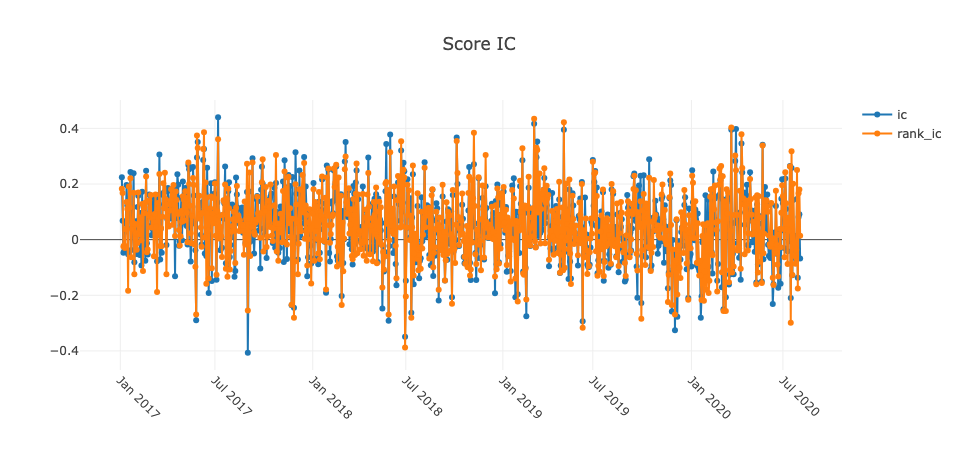 Score IC
ic
rank_ic
0.4
0.2
0
−0.2
−0.4
Jan 2017
Jul 2017
Jan 2018
Jul 2018
Jan 2019
Jul 2019
Jan 2020
Jul 2020